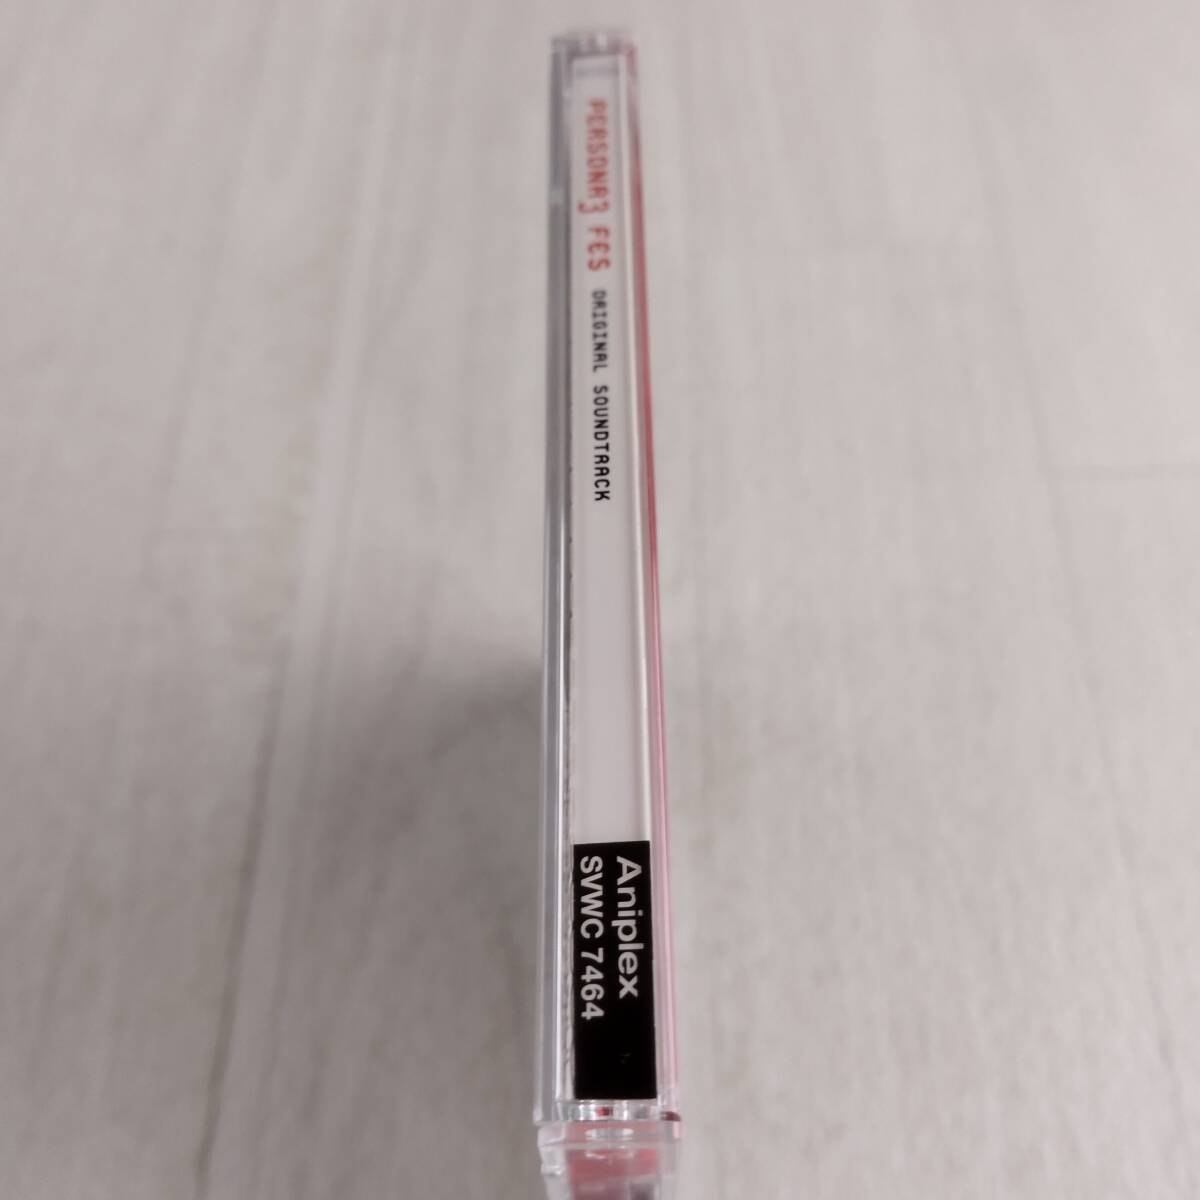 PERSONA3 FES ORIGINAL SOUNDTRACK
Aniplex
SVWC 7464